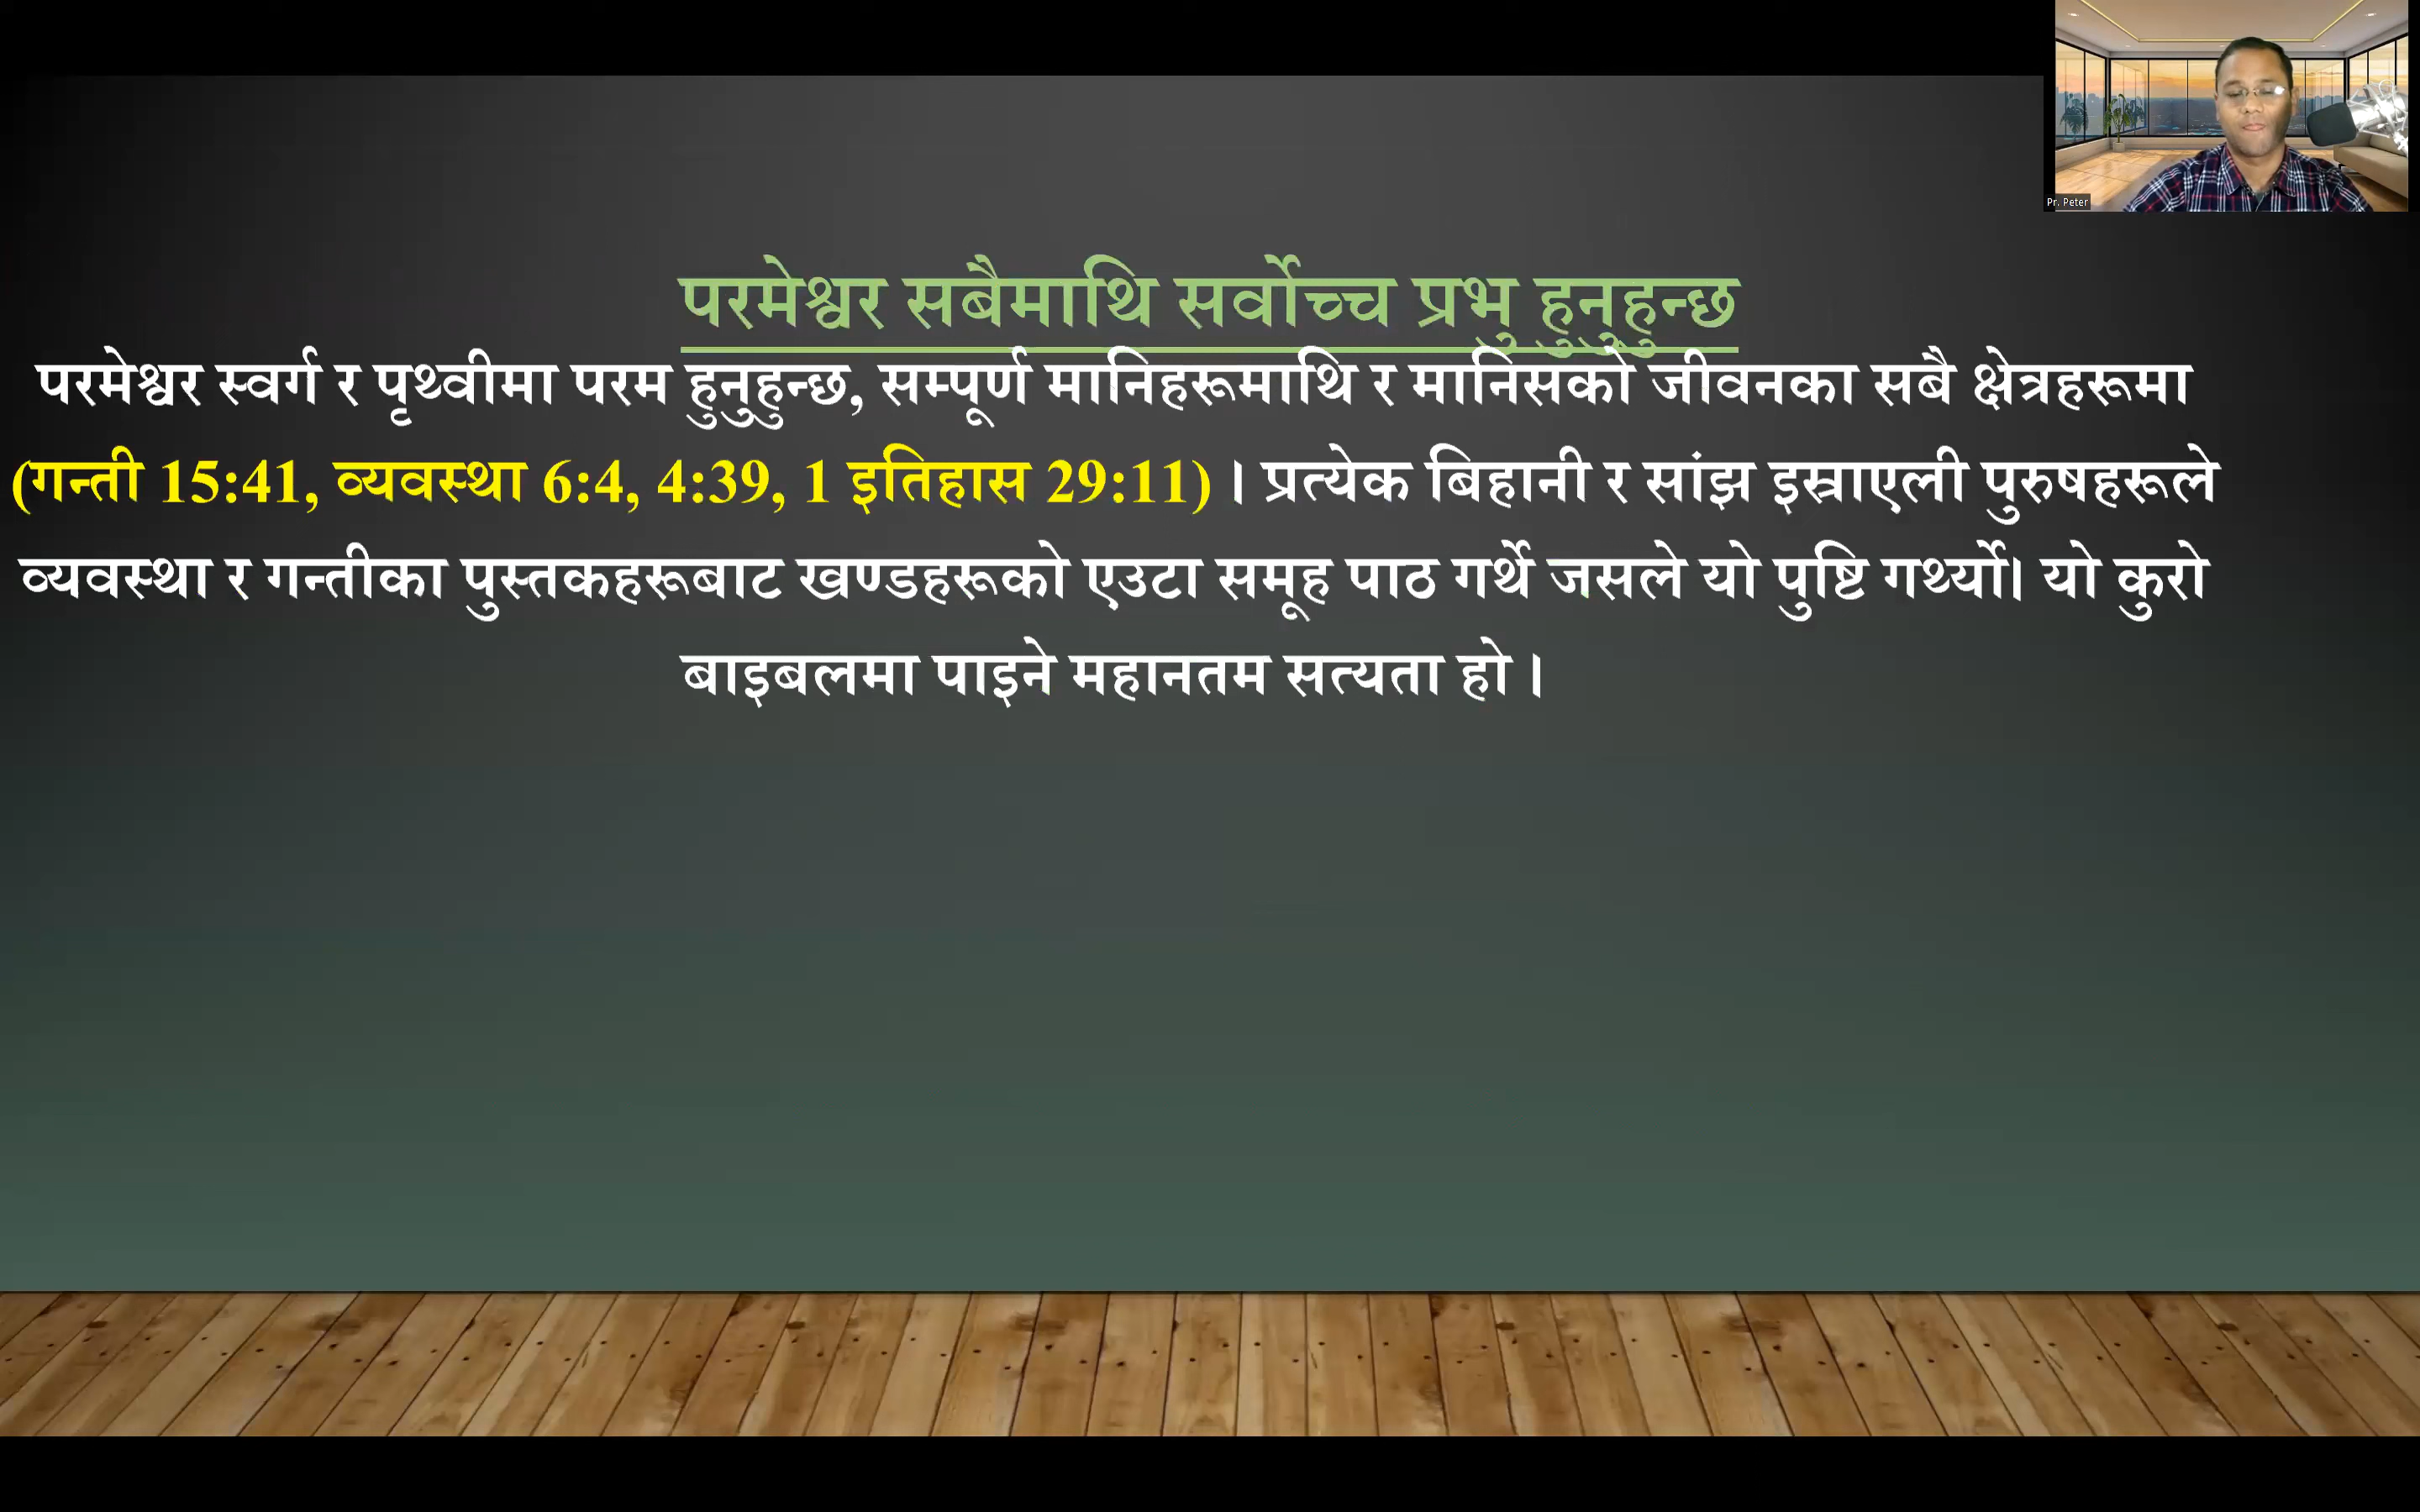 Pr. Peter
परमेश्वर सबैमाथि सर्वोच्च प्रभु हुनुहुन्छ
परमेश्वर स्वर्ग र पृथ्वीमा परम हुनुहुन्छ, सम्पूर्ण मानिहरूमाथि र मानिसको जीवनका सबै क्षेत्रहरूमा
(गन्ती 15:41, व्यवस्था 6:4, 4:39, 1 इतिहास 29:11) । प्रत्येक बिहानी र सांझ इस्राएली पुरुषहरूले
व्यवस्था र गन्तीका पुस्तकहरूबाट खण्डहरूको एउटा समूह पाठ गर्थे जसले यो पुष्टि गर्थ्यो। यो कुरो
बाइबलमा पाइने महानतम सत्यता हो ।